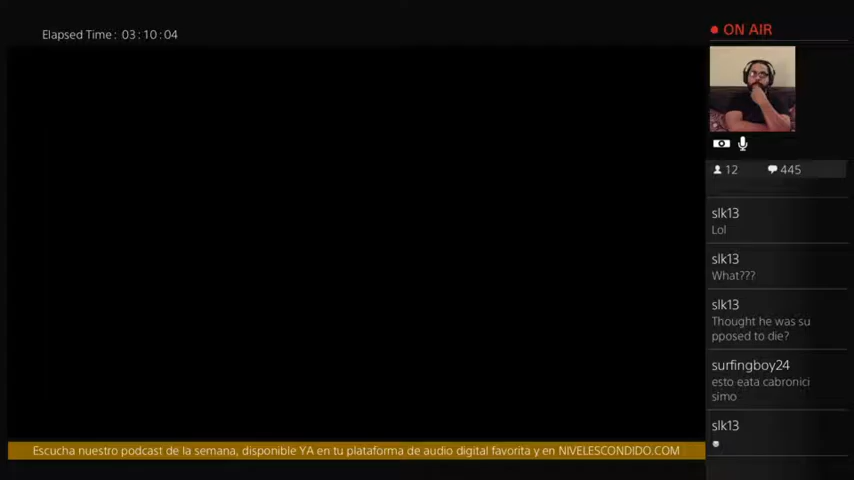 Elapsed Time: 03:10:04
ON AIR
12 445
slk13
Lol
slk13
What???
slk13
Thought he was su
pposed to die?
surfingboy24
esto eata cabronici
simo
slk13
Escucha nuestro podcast de la semana, disponible YA en tu plataforma de audio digital favorita y en NIVELESCONDIDO.COM